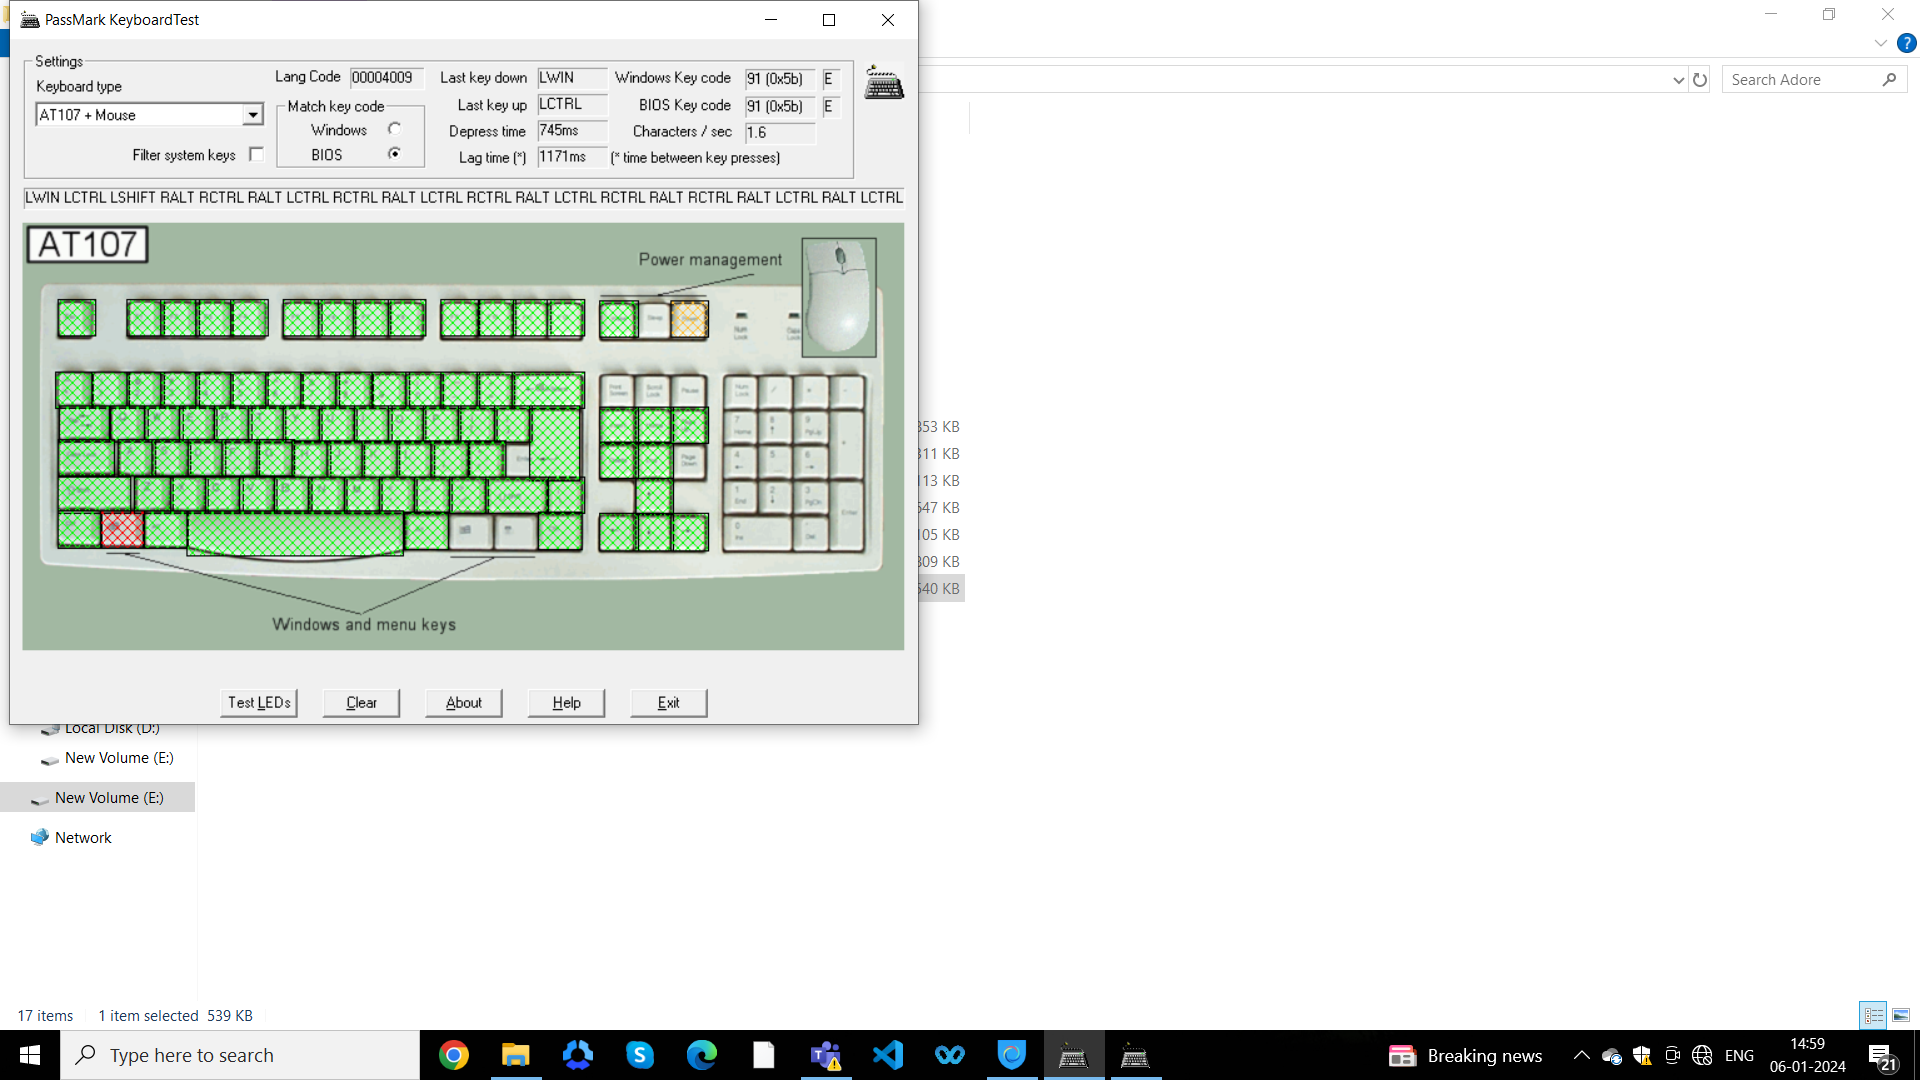 PassMark KeyboardTest
Settings
Keyboard type
AT107 + Mouse
Filter system keys
Lang Code 00004009
Match key code
Windows
BIOS
Last key down LWIN
Last key up LCTRL
Depress time 745ms
Lag time (*) 1171ms (* time between key presses)
Windows Key code 91 (0x5b) E
BIOS Key code 91 (0x5b) E
Characters / sec 1.6
LWIN LCTRL LSHIFT RALT RCTRL RALT LCTRL RCTRL RALT LCTRL RCTRL RALT LCTRL RCTRL RALT RCTRL RALT LCTRL RALT LCTRL
AT107
Power management
Windows and menu keys
Test LEDs Clear About Help Exit
Search Adore
353 KB
311 KB
113 KB
547 KB
105 KB
309 KB
540 KB
Local Disk (D:)
New Volume (E:)
New Volume (E:)
Network
17 items 1 item selected 539 KB
Type here to search
Breaking news
ENG
14:59
06-01-2024
21